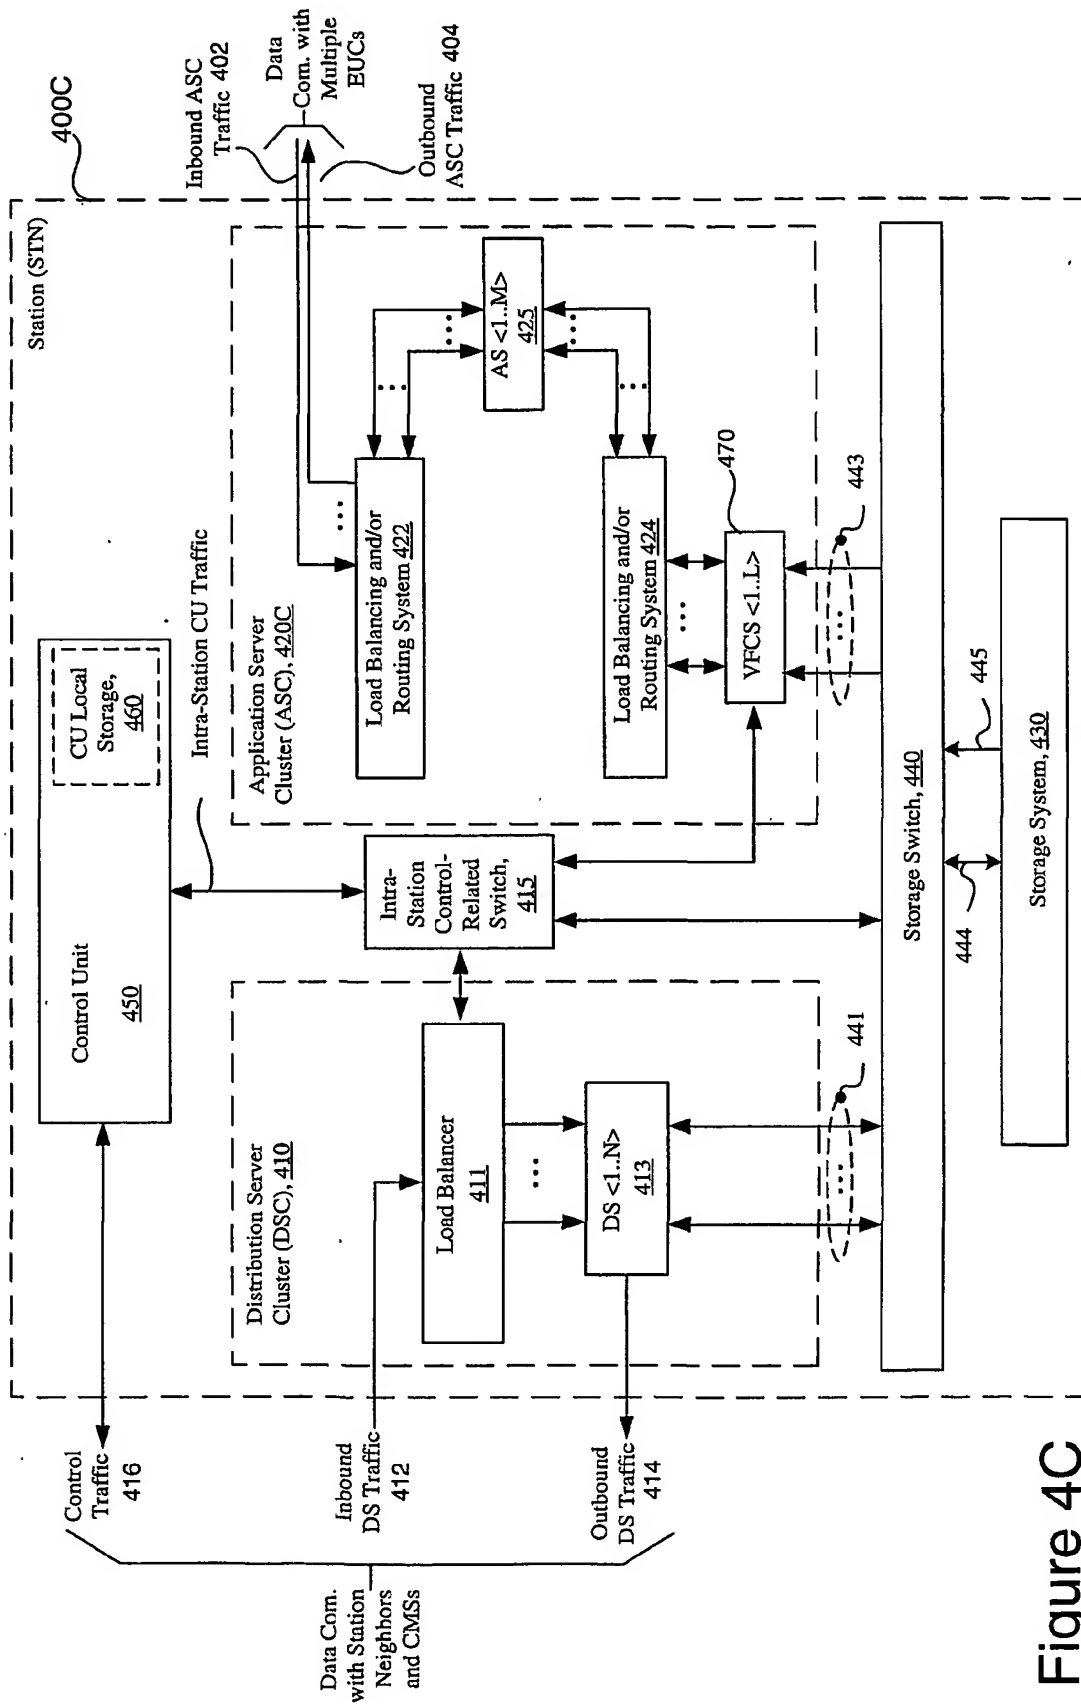 400C
Station (STN)
Control Unit
450
CU Local
Storage,
460
Intra-Station CU Traffic
Control
Traffic
416
Inbound
DS Traffic
412
Outbound
DS Traffic
414
Data Com.
with Station
Neighbors
and CMSs
Distribution Server
Cluster (DSC), 410
Load Balancer
411
...
DS <1..N>
413
...
441
Intra-
Station
Control-
Related
Switch,
415
Application Server
Cluster (ASC), 420C
Load Balancing and/or
Routing System 422
...
...
...
AS <1..M>
425
...
...
Load Balancing and/or
Routing System 424
...
VFCS <1..L>
470
...
443
Inbound ASC
Traffic 402
Data
Com. with
Multiple
EUCs
Outbound
ASC Traffic 404
Storage Switch, 440
444
445
Storage System, 430
Figure 4C